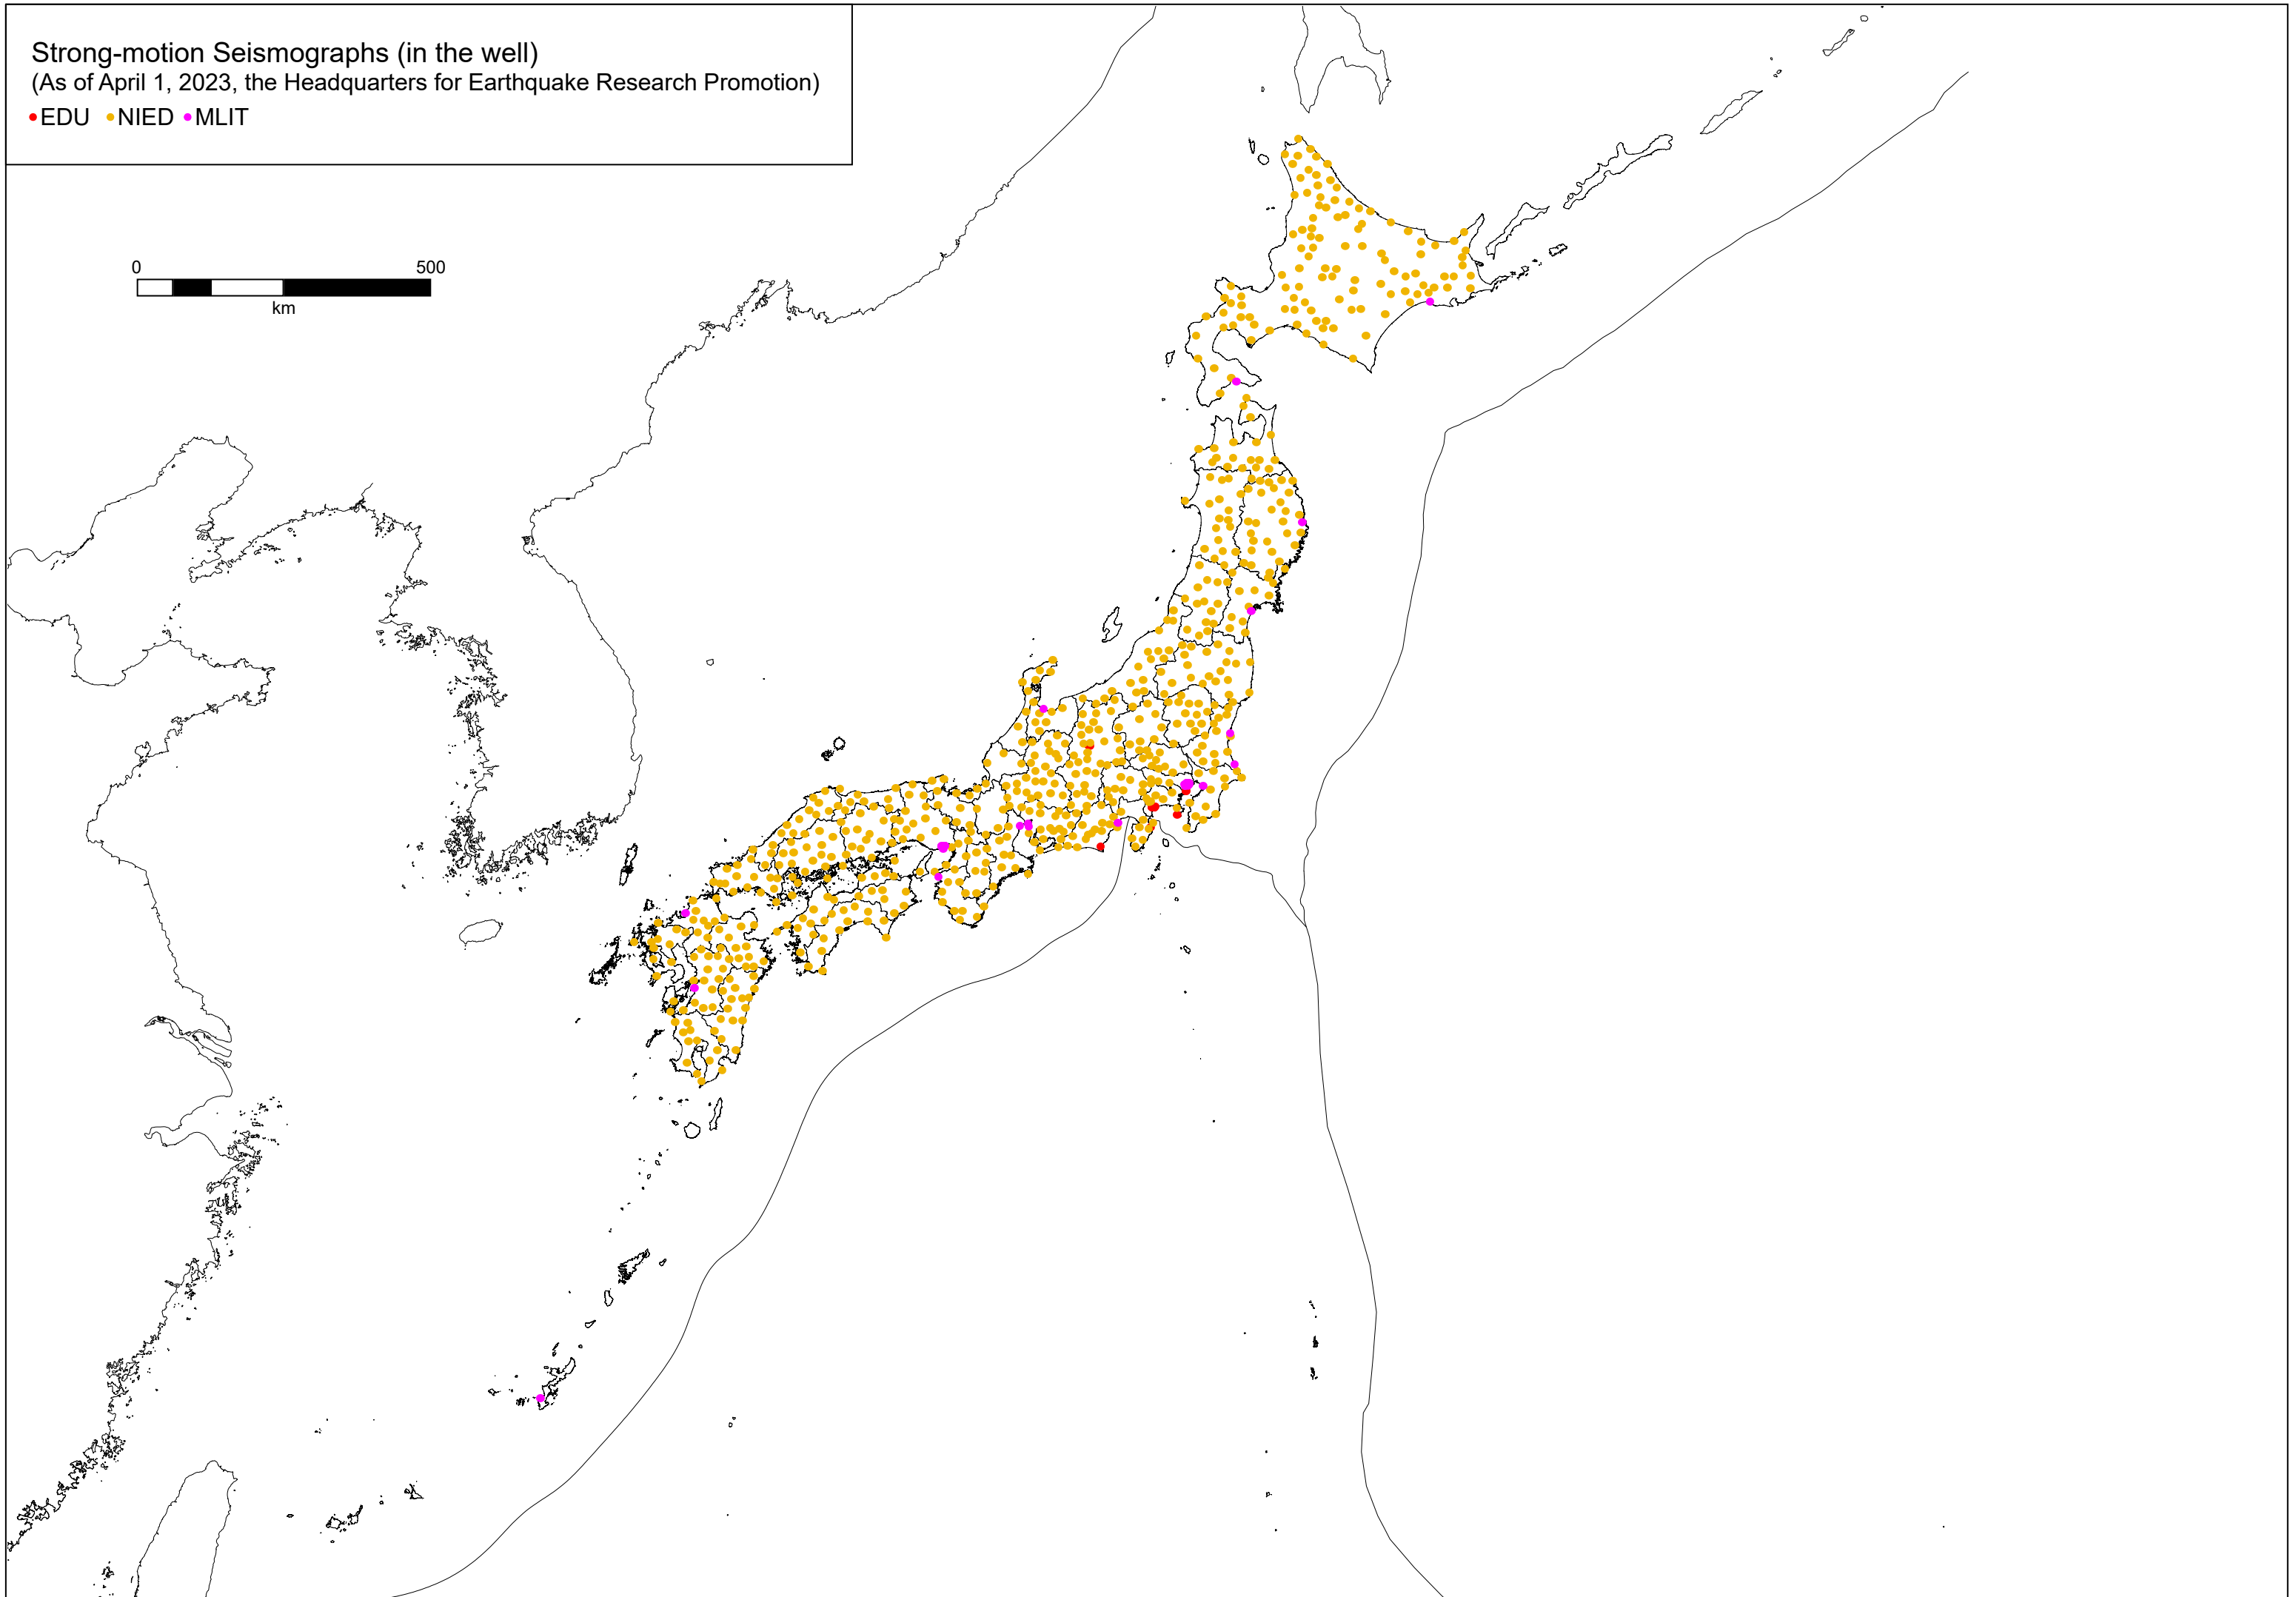 Strong-motion Seismographs (in the well)
(As of April 1, 2023, the Headquarters for Earthquake Research Promotion)
EDU NIED MLIT
0 500
km